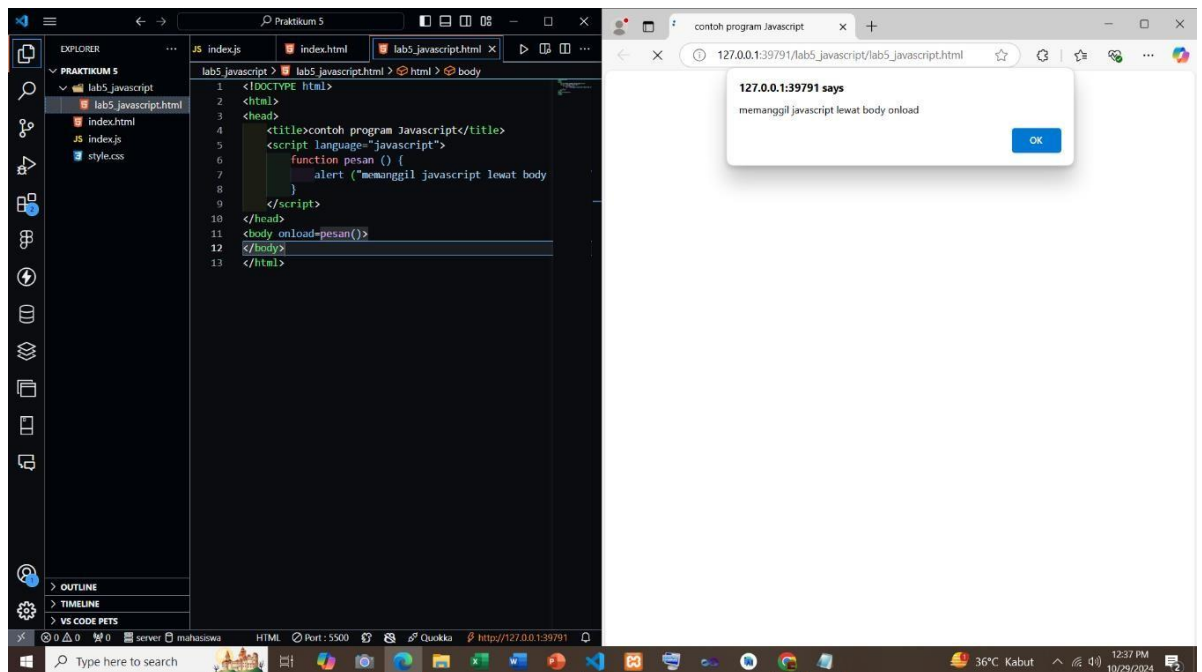 Praktikum 5
EXPLORER
JS index.js
index.html
lab5_javascript.html
PRAKTIKUM 5
lab5_javascript
lab5_javascript.html
index.html
JS index.js
style.css
lab5_javascript > lab5_javascript.html > html > body
1 <!DOCTYPE html>
2 <html>
3 <head>
4 <title>contoh program Javascript</title>
5 <script language="javascript">
6 function pesan () {
7 alert ("memanggil javascript lewat body
8 }
9 </script>
10 </head>
11 <body onload=pesan()>
12 </body>
13 </html>
OUTLINE
TIMELINE
VS CODE PETS
0 0 0 server mahasiswa HTML Port : 5500 Quokka http://127.0.0.1:39791
contoh program Javascript
127.0.0.1:39791/lab5_javascript/lab5_javascript.html
127.0.0.1:39791 says
memanggil javascript lewat body onload
OK
Type here to search
36°C Kabut
12:37 PM
10/29/2024